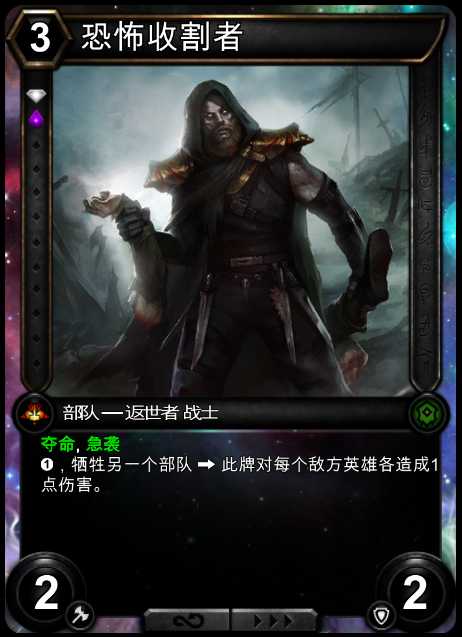 3 恐怖收割者
部队 — 返世者 战士
夺命, 急袭
❶ , 牺牲另一个部队 ➡ 此牌对每个敌方英雄各造成1
点伤害。
2 2